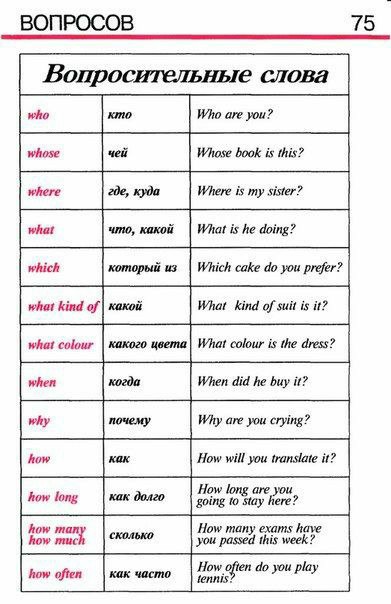 ВОПРОСОВ 75
Вопросительные слова
who кто Who are you?
whose чей Whose book is this?
where где, куда Where is my sister?
what что, какой What is he doing?
which который из Which cake do you prefer?
what kind of какой What kind of suit is it?
what colour какого цвета What colour is the dress?
when когда When did he buy it?
why почему Why are you crying?
how как How will you translate it?
how long как долго How long are you
going to stay here?
how many
how much сколько How many exams have
you passed this week?
how often как часто How often do you play
tennis?